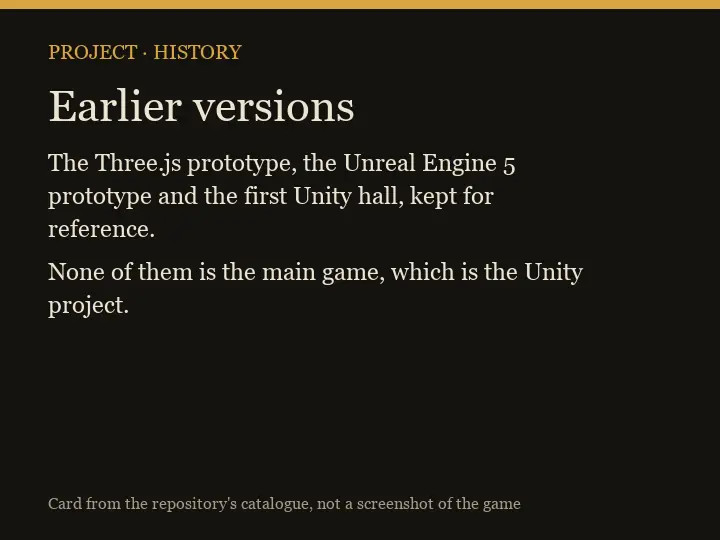 PROJECT · HISTORY
Earlier versions
The Three.js prototype, the Unreal Engine 5
prototype and the first Unity hall, kept for
reference.
None of them is the main game, which is the Unity
project.
Card from the repository's catalogue, not a screenshot of the game